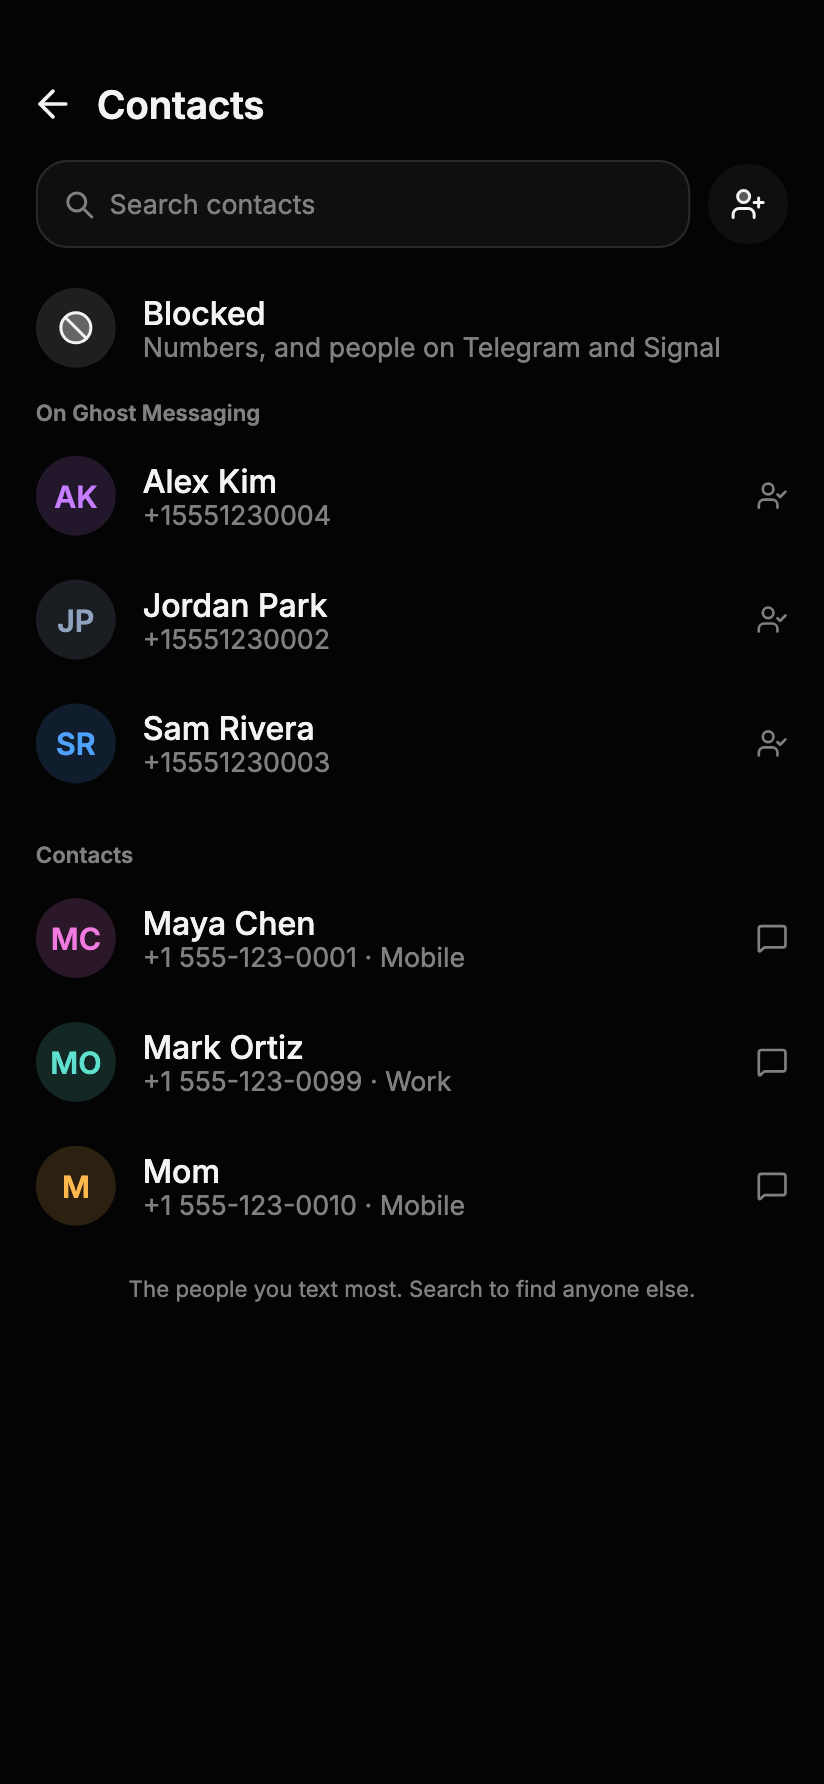 Contacts
Search contacts
Blocked
Numbers, and people on Telegram and Signal
On Ghost Messaging
AK
Alex Kim
+15551230004
JP
Jordan Park
+15551230002
SR
Sam Rivera
+15551230003
Contacts
MC
Maya Chen
+1 555-123-0001 · Mobile
MO
Mark Ortiz
+1 555-123-0099 · Work
M
Mom
+1 555-123-0010 · Mobile
The people you text most. Search to find anyone else.